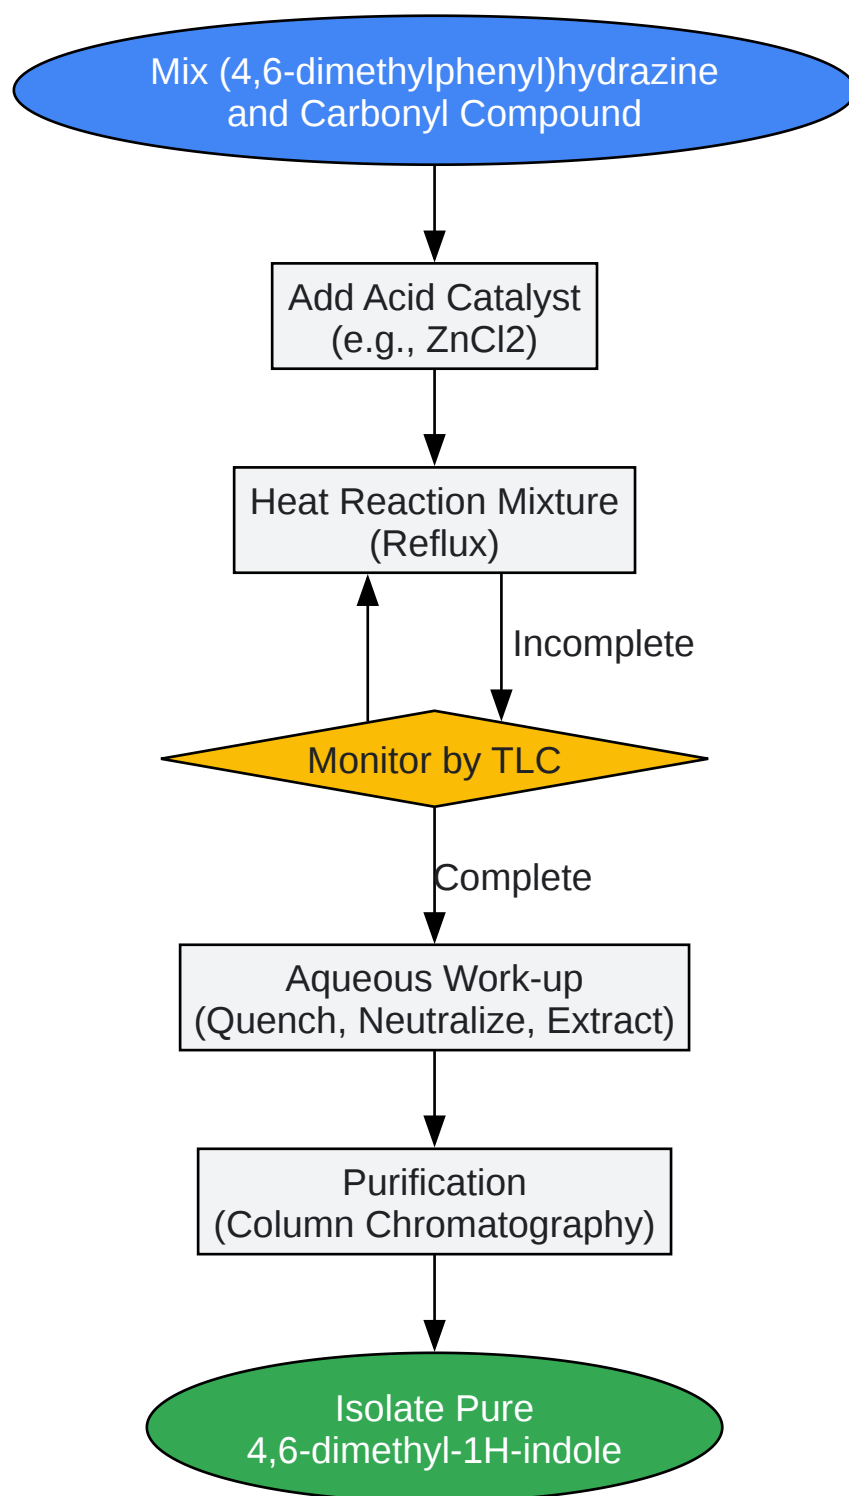 Mix (4,6-dimethylphenyl)hydrazine
and Carbonyl Compound
Add Acid Catalyst
(e.g., ZnCl2)
Heat Reaction Mixture
(Reflux)
Incomplete
Monitor by TLC
Complete
Aqueous Work-up
(Quench, Neutralize, Extract)
Purification
(Column Chromatography)
Isolate Pure
4,6-dimethyl-1H-indole